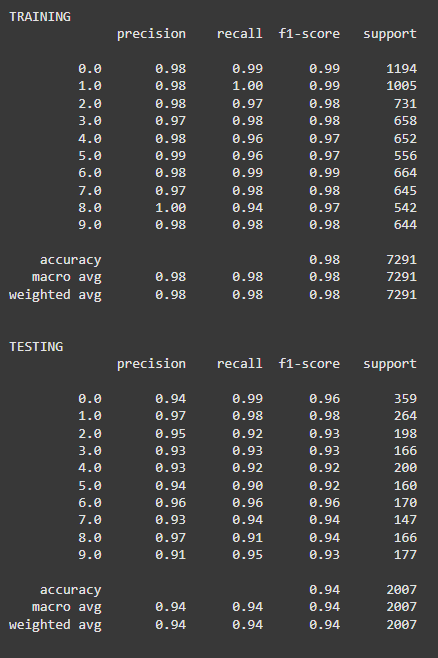 TRAINING
precision recall f1-score support
0.0 0.98 0.99 0.99 1194
1.0 0.98 1.00 0.99 1005
2.0 0.98 0.97 0.98 731
3.0 0.97 0.98 0.98 658
4.0 0.98 0.96 0.97 652
5.0 0.99 0.96 0.97 556
6.0 0.98 0.99 0.99 664
7.0 0.97 0.98 0.98 645
8.0 1.00 0.94 0.97 542
9.0 0.98 0.98 0.98 644
accuracy 0.98 7291
macro avg 0.98 0.98 0.98 7291
weighted avg 0.98 0.98 0.98 7291
TESTING
precision recall f1-score support
0.0 0.94 0.99 0.96 359
1.0 0.97 0.98 0.98 264
2.0 0.95 0.92 0.93 198
3.0 0.93 0.93 0.93 166
4.0 0.93 0.92 0.92 200
5.0 0.94 0.90 0.92 160
6.0 0.96 0.96 0.96 170
7.0 0.93 0.94 0.94 147
8.0 0.97 0.91 0.94 166
9.0 0.91 0.95 0.93 177
accuracy 0.94 2007
macro avg 0.94 0.94 0.94 2007
weighted avg 0.94 0.94 0.94 2007